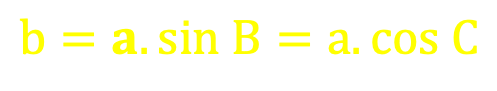 b = a. sin B = a. cos C